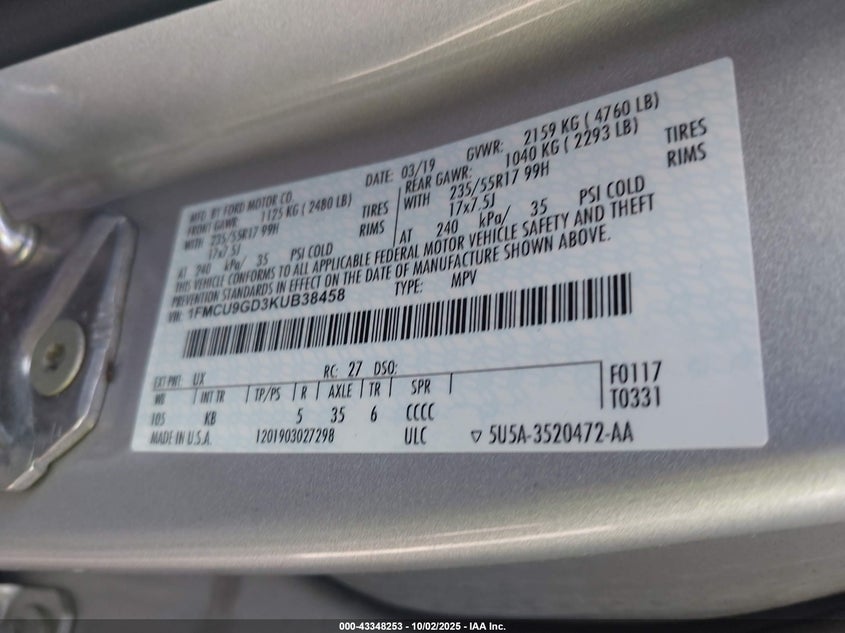 MFD. BY FORD MOTOR CO. DATE: 03/19 GVWR: 2159 KG ( 4760 LB)
FRONT GAWR: 1125 KG ( 2480 LB) REAR GAWR: 1040 KG ( 2293 LB)
WITH 235/55R17 99H TIRES WITH 235/55R17 99H TIRES
17x7.5J RIMS 17x7.5J RIMS
AT 240 kPa/ 35 PSI COLD AT 240 kPa/ 35 PSI COLD
THIS VEHICLE CONFORMS TO ALL APPLICABLE FEDERAL MOTOR VEHICLE SAFETY AND THEFT
PREVENTION STANDARDS IN EFFECT ON THE DATE OF MANUFACTURE SHOWN ABOVE.
VIN: 1FMCU9GD3KUB38458 TYPE: MPV
EXT PNT: UX RC: 27 DSO:
WB INT TR TP/PS R AXLE TR SPR
105 KB 5 35 6 CCCC
F0117
T0331
MADE IN U.S.A. 1201903027298 ULC ▽ 5U5A-3520472-AA
000-43348253 - 10/02/2025 - IAA Inc.